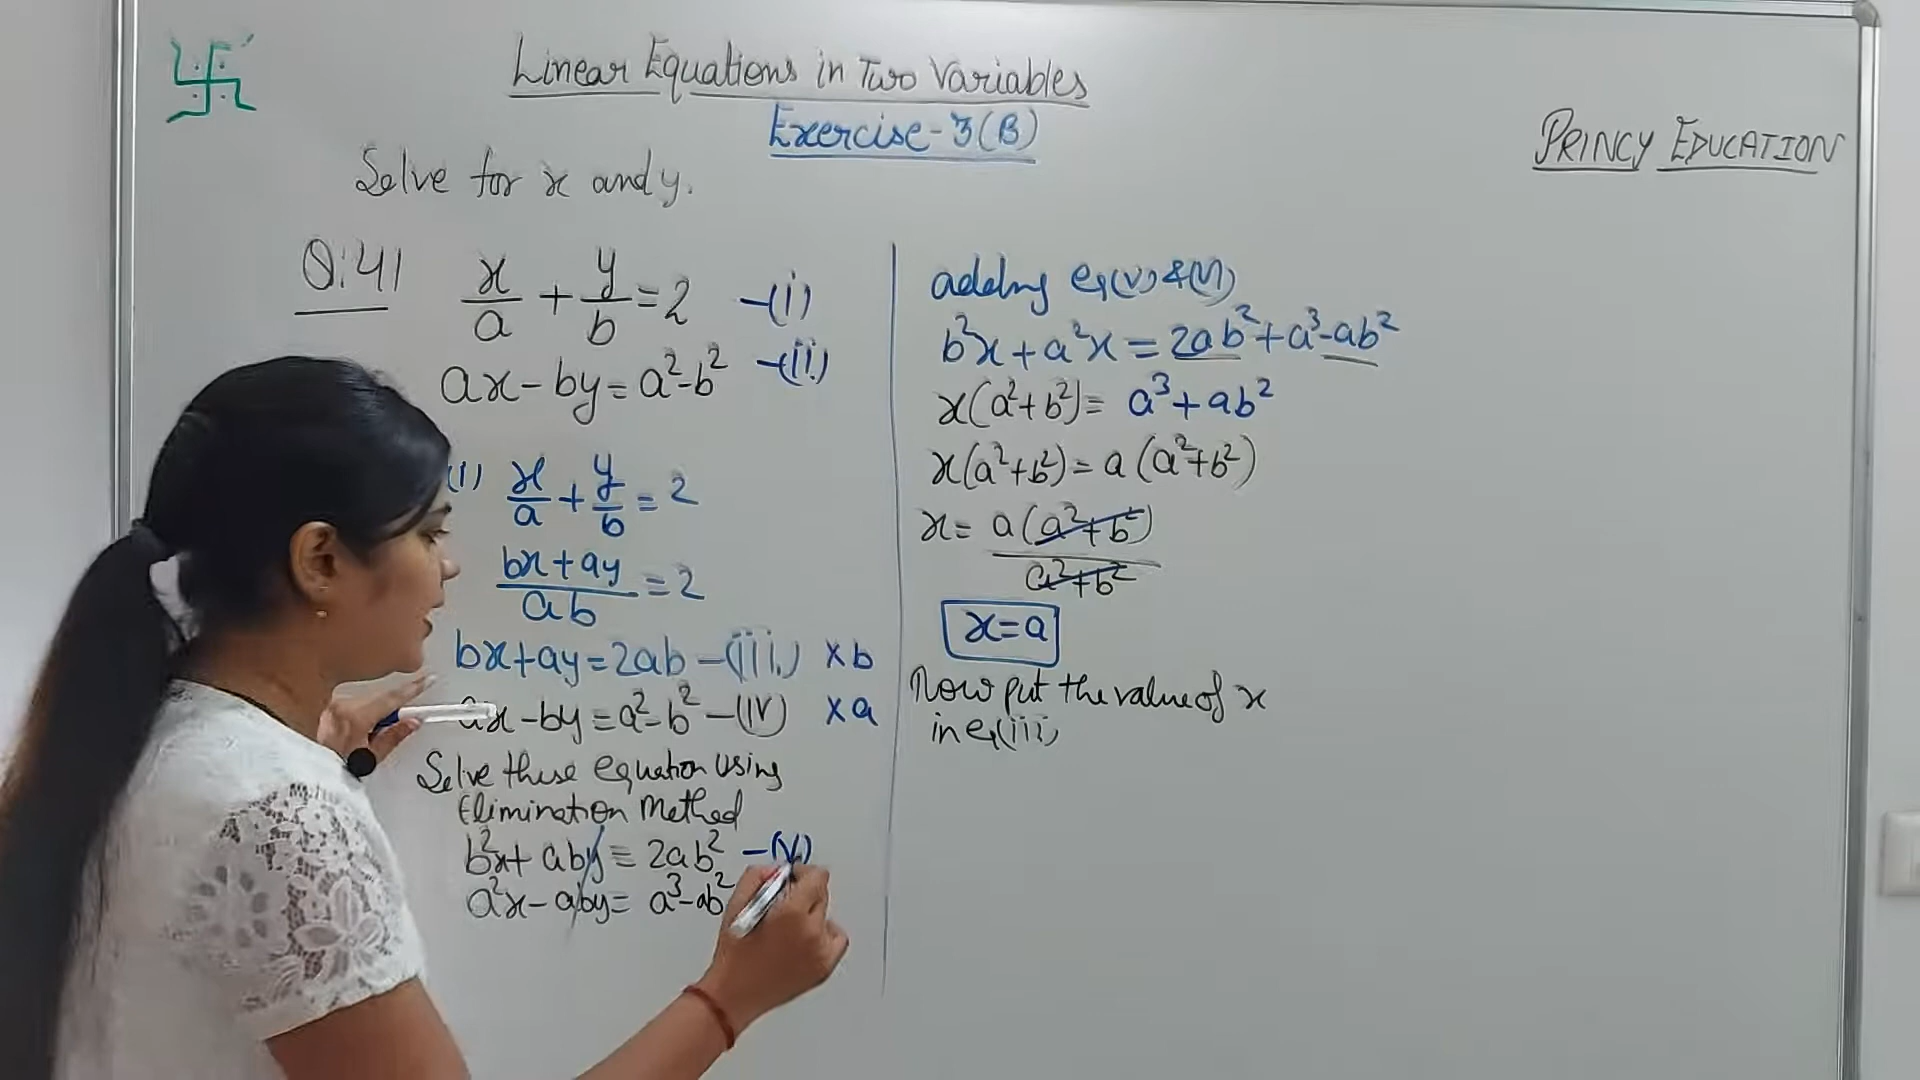 Linear Equations in Two Variables
Exercise-3(B)
PRINCY EDUCATION
Solve for x and y.
Q.41 x/a + y/b = 2 -(i)
ax - by = a² - b² -(ii)
(i) x/a + y/b = 2
(bx + ay)/ab = 2
bx + ay = 2ab -(iii.) ×b
ax - by = a² - b² -(iv) ×a
Solve these equation using
Elimination Method
b²x + aby = 2ab² -(v)
a²x - aby = a³ - ab²
adding eq(v) & (vi)
b²x + a²x = 2ab² + a³ - ab²
x(a² + b²) = a³ + ab²
x(a² + b²) = a(a² + b²)
x = a(a² + b²)/(a² + b²)
x = a
Now put the value of x
in eq(iii)